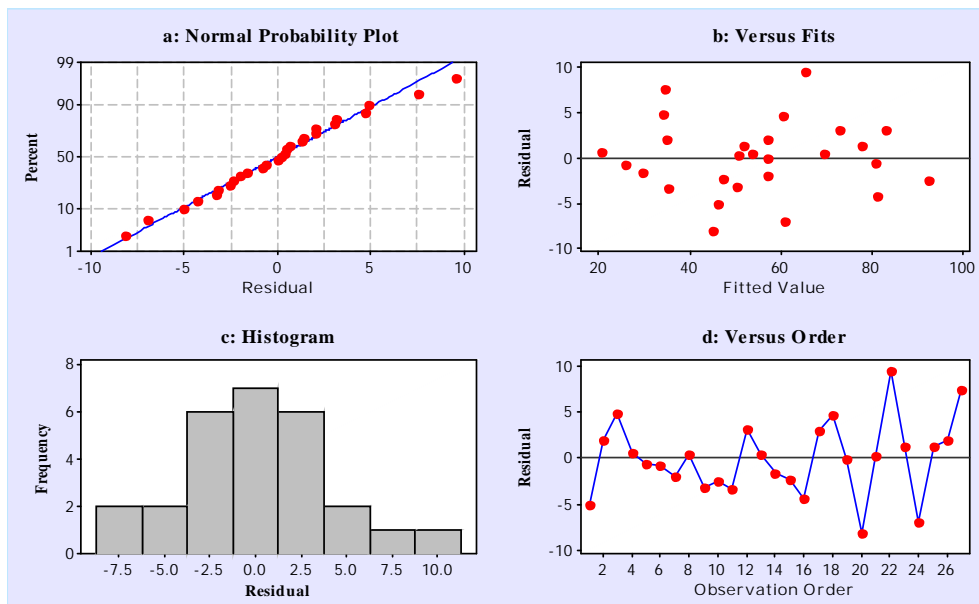 a: Normal Probability Plot
99
90
50
10
1
Percent
-10 -5 0 5 10
Residual
b: Versus Fits
10
5
0
-5
-10
Residual
20 40 60 80 100
Fitted Value
c: Histogram
8
6
4
2
0
Frequency
-7.5 -5.0 -2.5 0.0 2.5 5.0 7.5 10.0
Residual
d: Versus Order
10
5
0
-5
-10
Residual
2 4 6 8 10 12 14 16 18 20 22 24 26
Observation Order